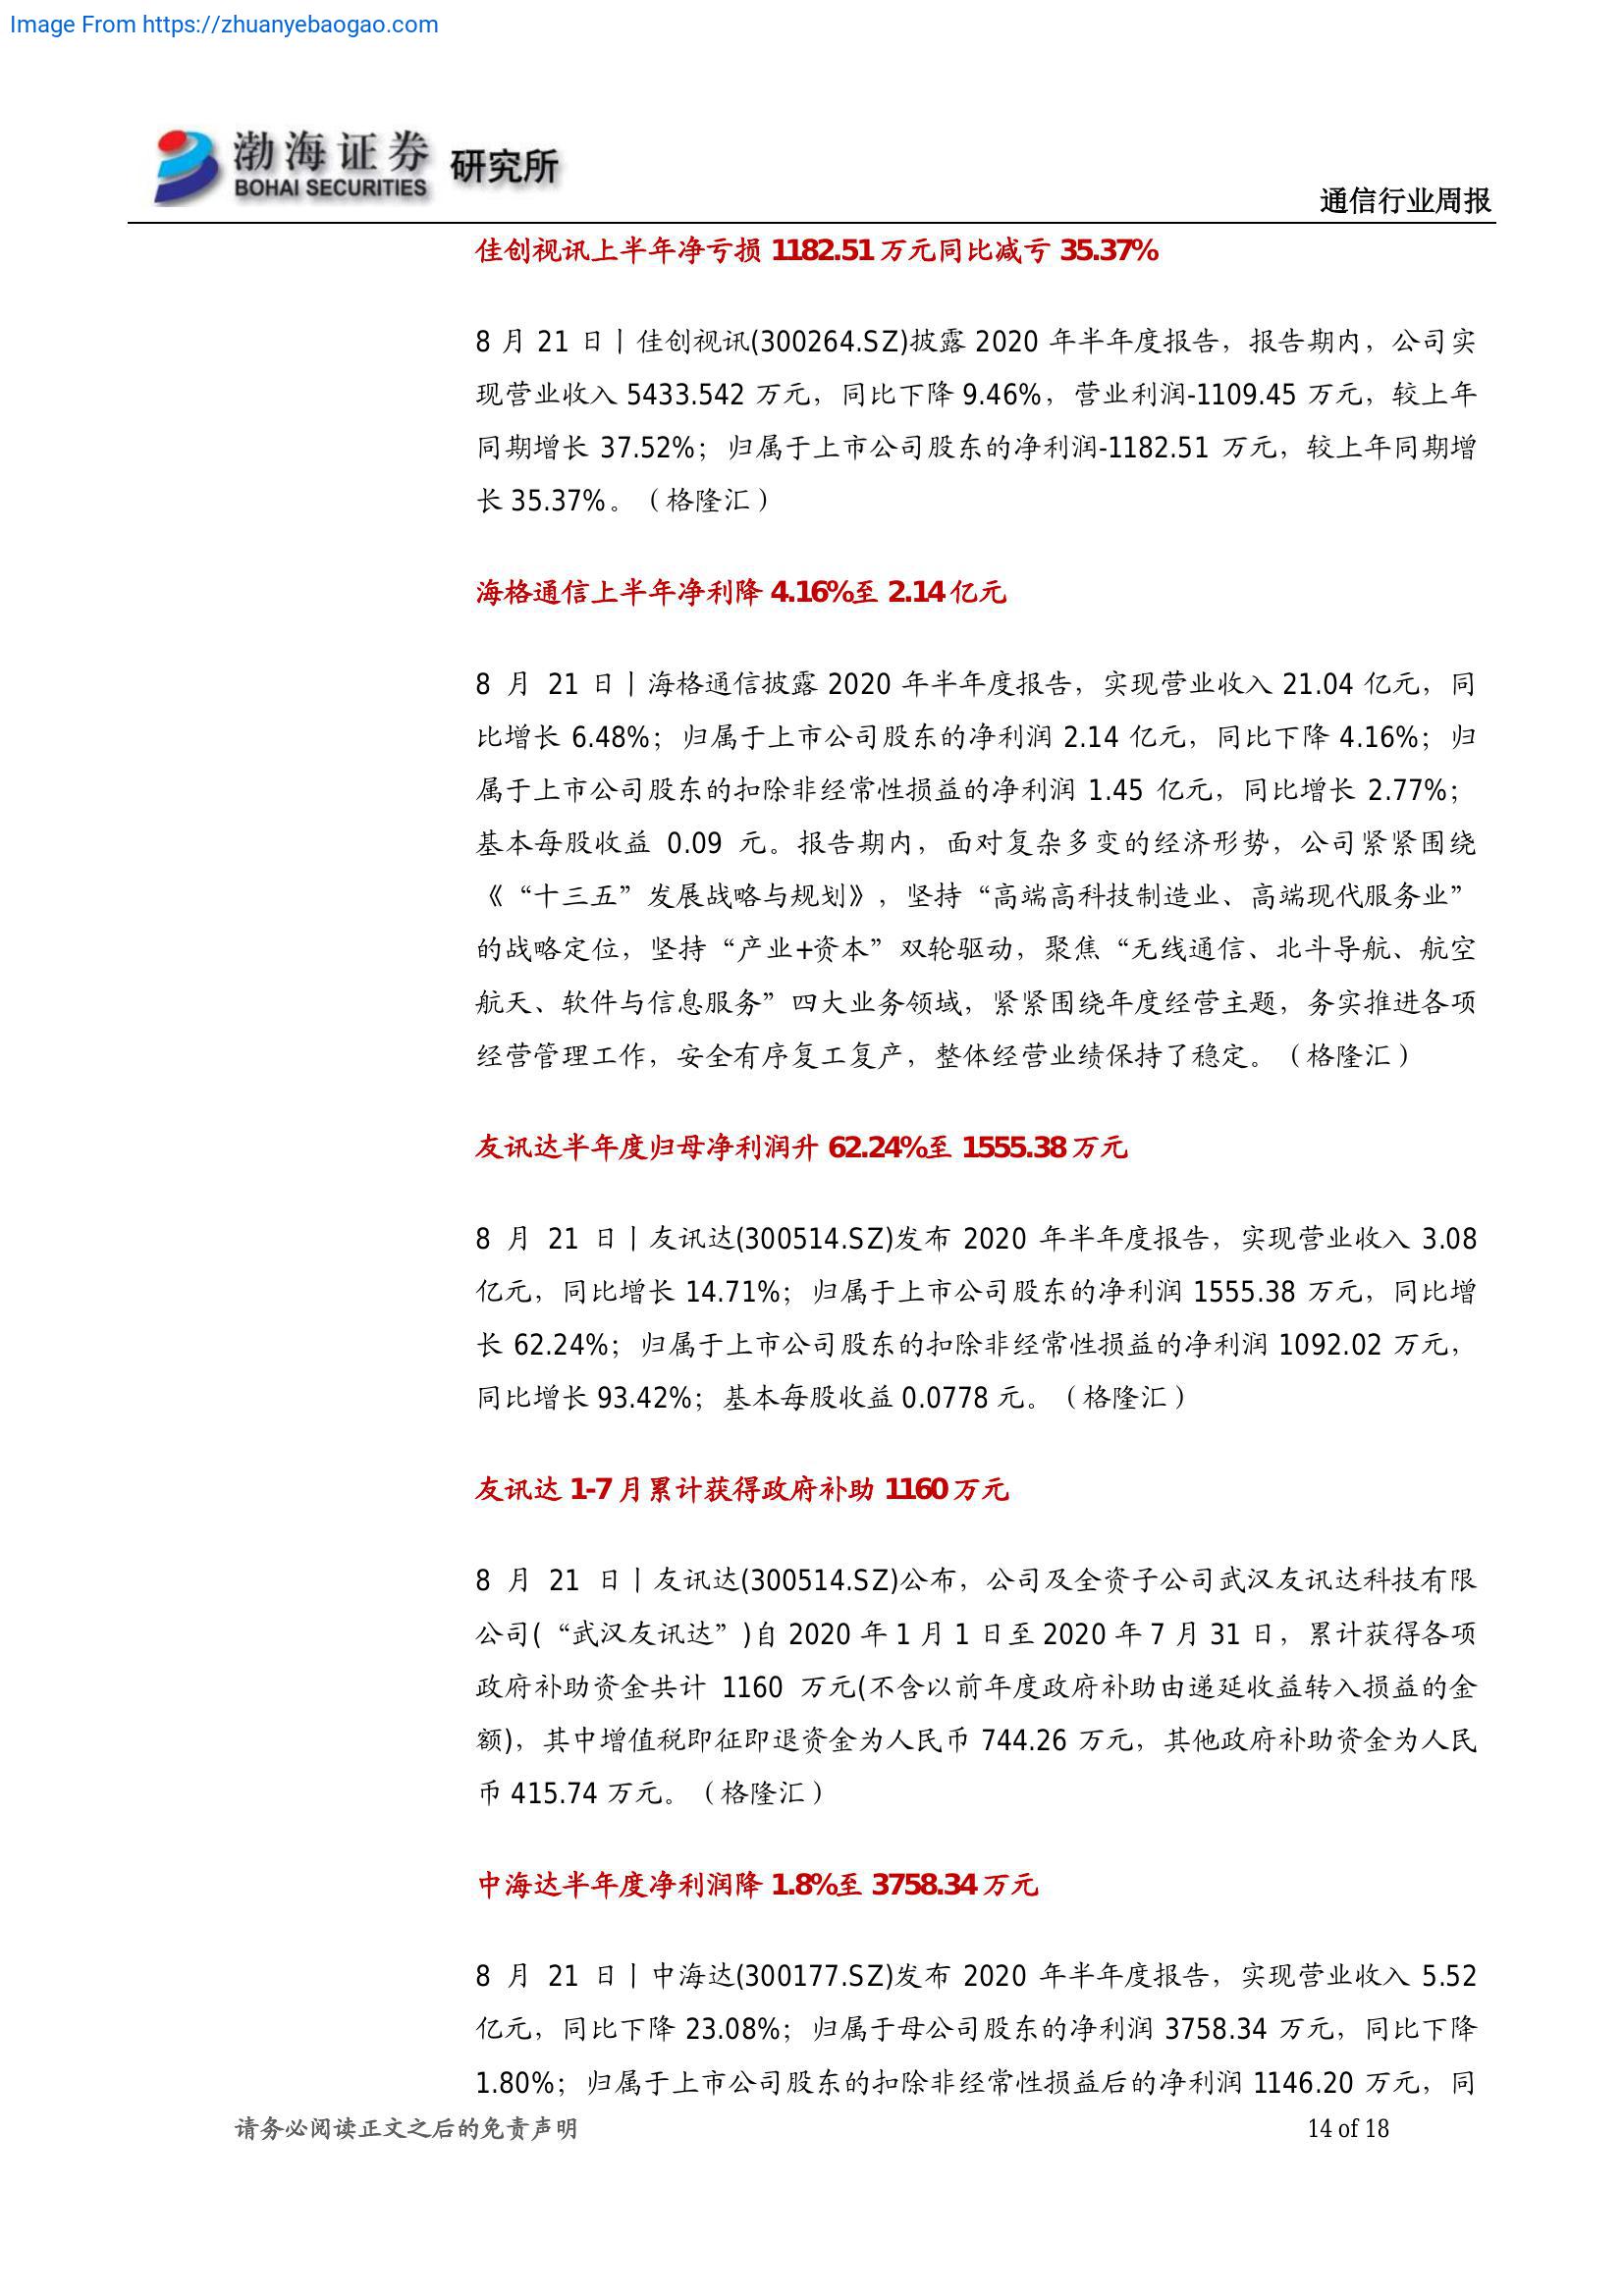 Image From https://zhuanyebaogao.com
渤海证券 研究所
BOHAI SECURITIES
通信行业周报
佳创视讯上半年净亏损 1182.51 万元同比减亏 35.37%
8 月 21 日丨佳创视讯(300264.SZ)披露 2020 年半年度报告，报告期内，公司实
现营业收入 5433.542 万元，同比下降 9.46%，营业利润-1109.45 万元，较上年
同期增长 37.52%；归属于上市公司股东的净利润-1182.51 万元，较上年同期增
长 35.37%。（格隆汇）
海格通信上半年净利降 4.16%至 2.14 亿元
8 月 21 日丨海格通信披露 2020 年半年度报告，实现营业收入 21.04 亿元，同
比增长 6.48%；归属于上市公司股东的净利润 2.14 亿元，同比下降 4.16%；归
属于上市公司股东的扣除非经常性损益的净利润 1.45 亿元，同比增长 2.77%；
基本每股收益 0.09 元。报告期内，面对复杂多变的经济形势，公司紧紧围绕
《“十三五”发展战略与规划》，坚持“高端高科技制造业、高端现代服务业”
的战略定位，坚持“产业+资本”双轮驱动，聚焦“无线通信、北斗导航、航空
航天、软件与信息服务”四大业务领域，紧紧围绕年度经营主题，务实推进各项
经营管理工作，安全有序复工复产，整体经营业绩保持了稳定。（格隆汇）
友讯达半年度归母净利润升 62.24%至 1555.38 万元
8 月 21 日丨友讯达(300514.SZ)发布 2020 年半年度报告，实现营业收入 3.08
亿元，同比增长 14.71%；归属于上市公司股东的净利润 1555.38 万元，同比增
长 62.24%；归属于上市公司股东的扣除非经常性损益的净利润 1092.02 万元，
同比增长 93.42%；基本每股收益 0.0778 元。（格隆汇）
友讯达 1-7 月累计获得政府补助 1160 万元
8 月 21 日丨友讯达(300514.SZ)公布，公司及全资子公司武汉友讯达科技有限
公司(“武汉友讯达”)自 2020 年 1 月 1 日至 2020 年 7 月 31 日，累计获得各项
政府补助资金共计 1160 万元(不含以前年度政府补助由递延收益转入损益的金
额)，其中增值税即征即退资金为人民币 744.26 万元，其他政府补助资金为人民
币 415.74 万元。（格隆汇）
中海达半年度净利润降 1.8%至 3758.34 万元
8 月 21 日丨中海达(300177.SZ)发布 2020 年半年度报告，实现营业收入 5.52
亿元，同比下降 23.08%；归属于母公司股东的净利润 3758.34 万元，同比下降
1.80%；归属于上市公司股东的扣除非经常性损益后的净利润 1146.20 万元，同
请务必阅读正文之后的免责声明
14 of 18